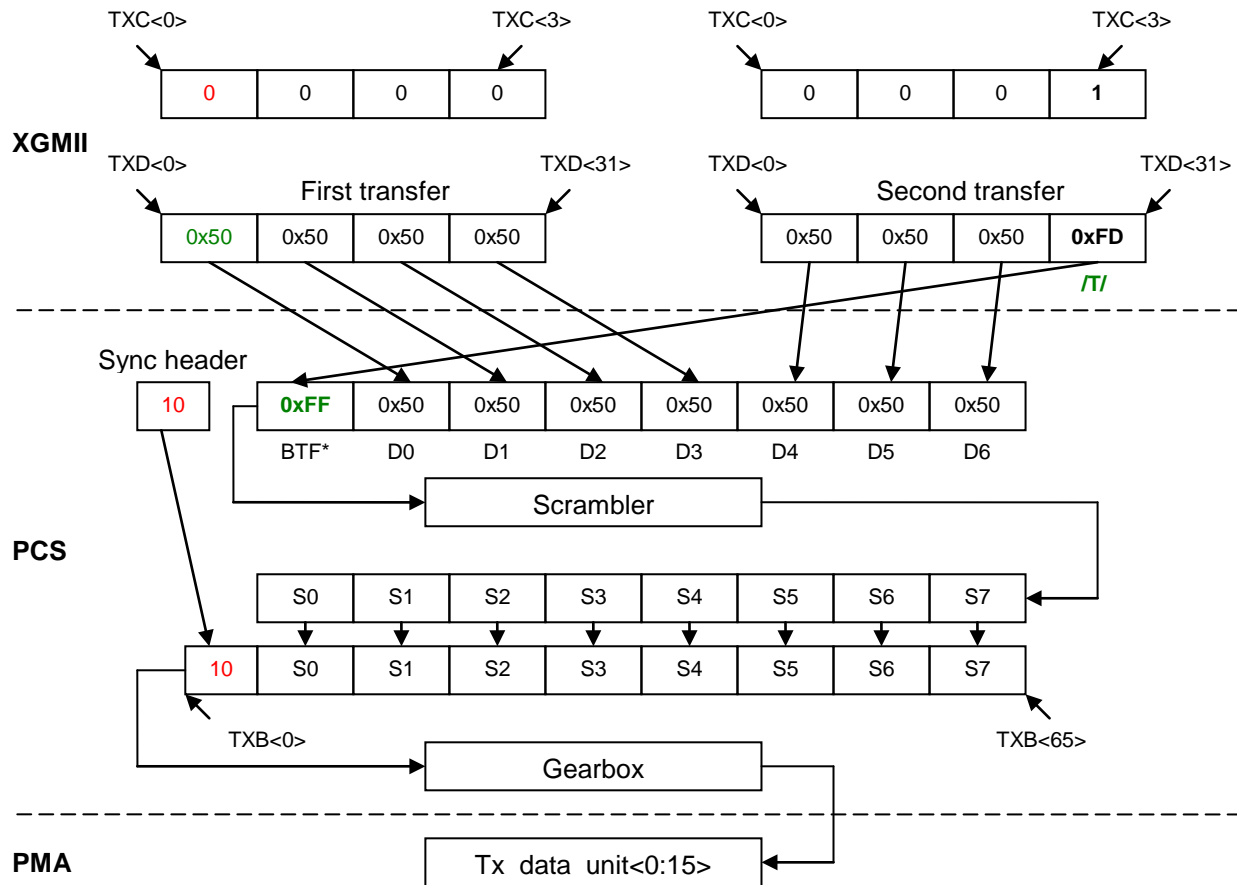 TXC<0> TXC<3> TXC<0> TXC<3>
0 0 0 0 0 0 0 1
XGMII
TXD<0> TXD<31> TXD<0> TXD<31>
First transfer Second transfer
0x50 0x50 0x50 0x50 0x50 0x50 0x50 0xFD
/T/
Sync header
10 0xFF 0x50 0x50 0x50 0x50 0x50 0x50 0x50
BTF* D0 D1 D2 D3 D4 D5 D6
Scrambler
PCS
S0 S1 S2 S3 S4 S5 S6 S7
10 S0 S1 S2 S3 S4 S5 S6 S7
TXB<0> TXB<65>
Gearbox
PMA
Tx data unit<0:15>